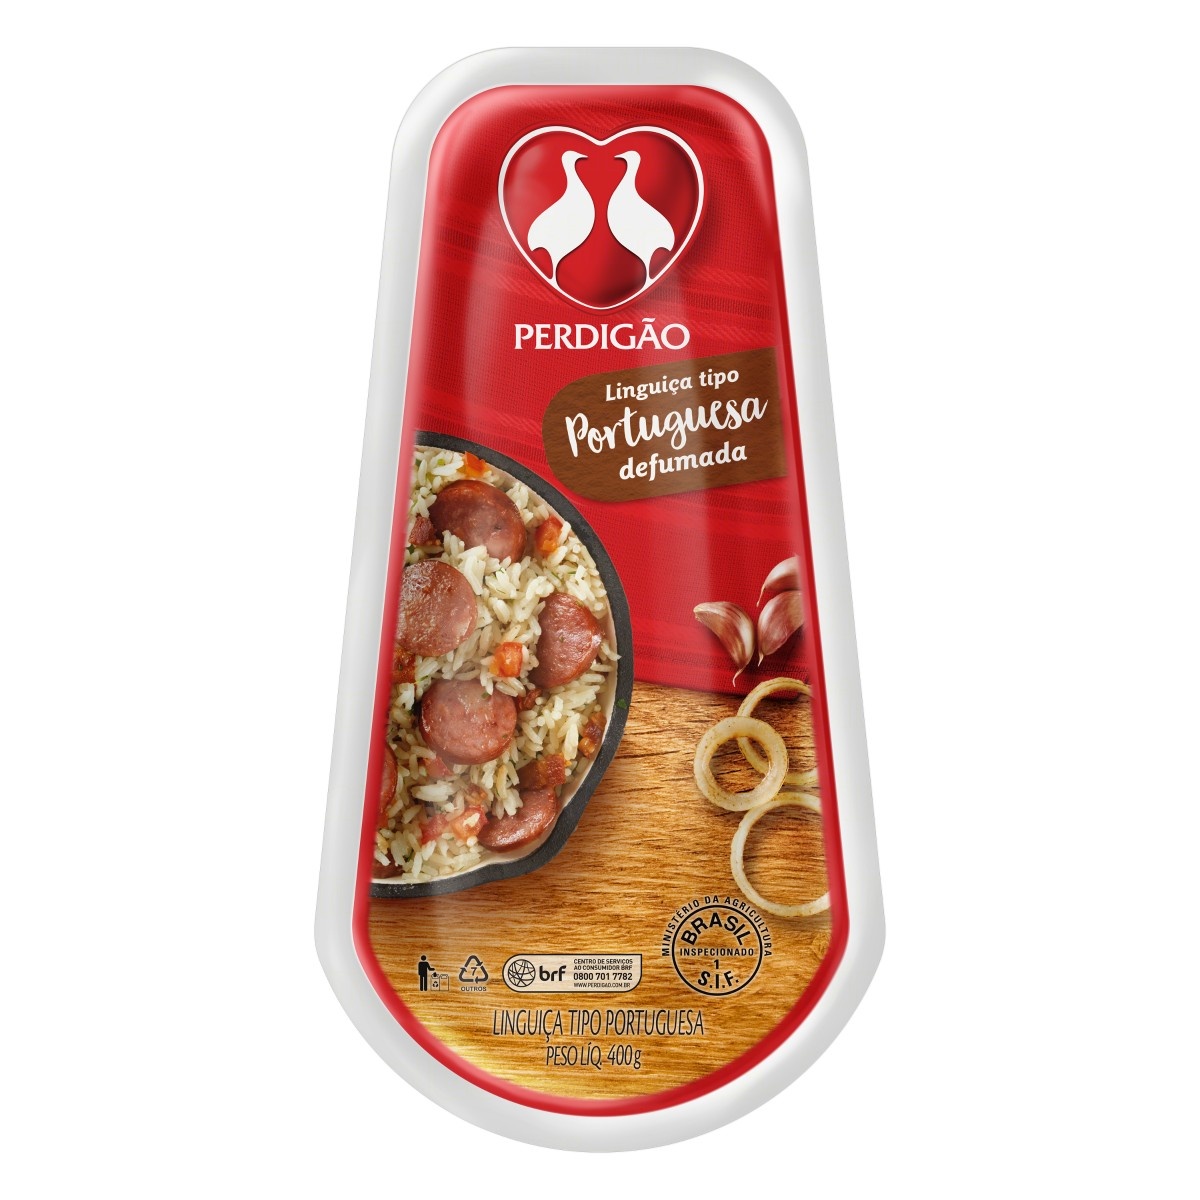 PERDIGÃO
Linguiça tipo
Portuguesa
defumada
MINISTÉRIO DA AGRICULTURA
BRASIL
INSPECIONADO
1
S.I.F.
7
OUTROS
brf
CENTRO DE SERVIÇOS
AO CONSUMIDOR BRF
0800 701 7782
WWW.PERDIGAO.COM.BR
LINGUIÇA TIPO PORTUGUESA
PESO LÍQ. 400g